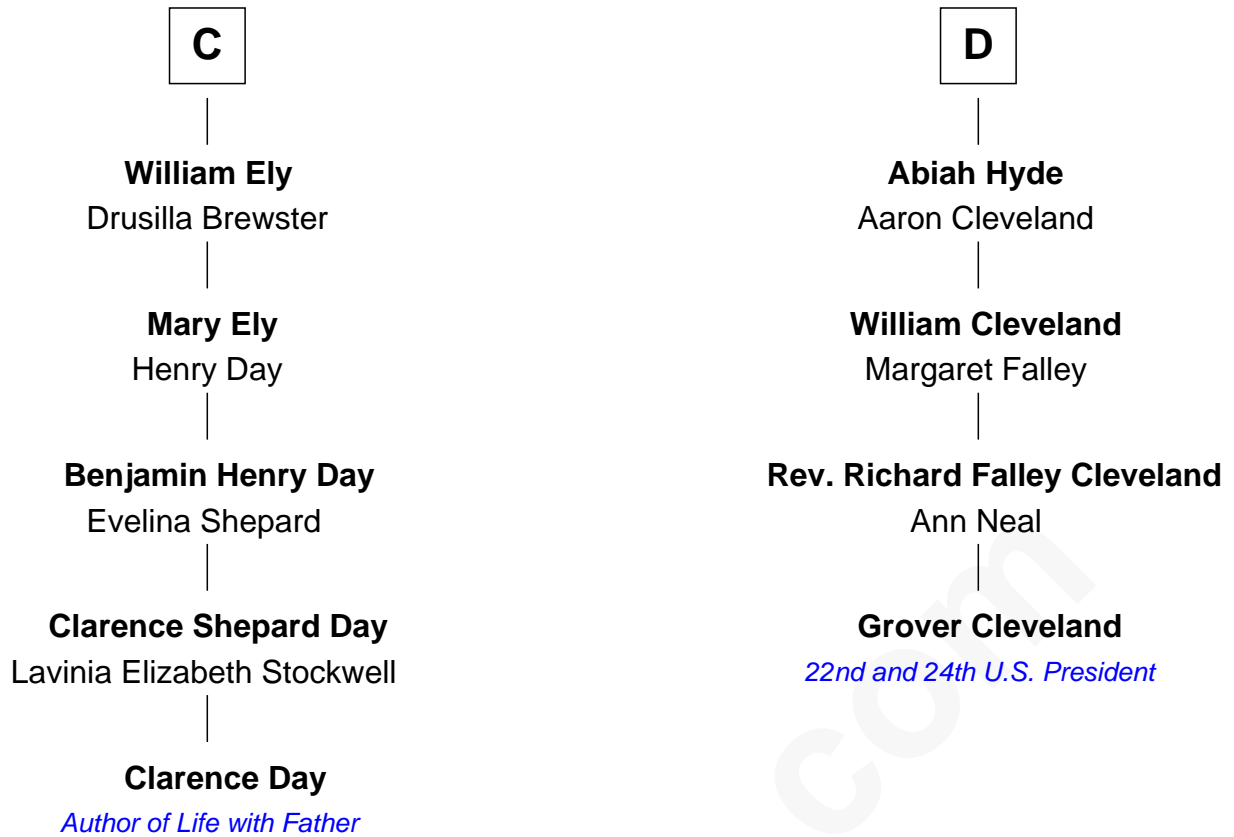 C
William Ely
Drusilla Brewster
Mary Ely
Henry Day
Benjamin Henry Day
Evelina Shepard
Clarence Shepard Day
Lavinia Elizabeth Stockwell
Clarence Day
Author of Life with Father
D
Abiah Hyde
Aaron Cleveland
William Cleveland
Margaret Falley
Rev. Richard Falley Cleveland
Ann Neal
Grover Cleveland
22nd and 24th U.S. President
com